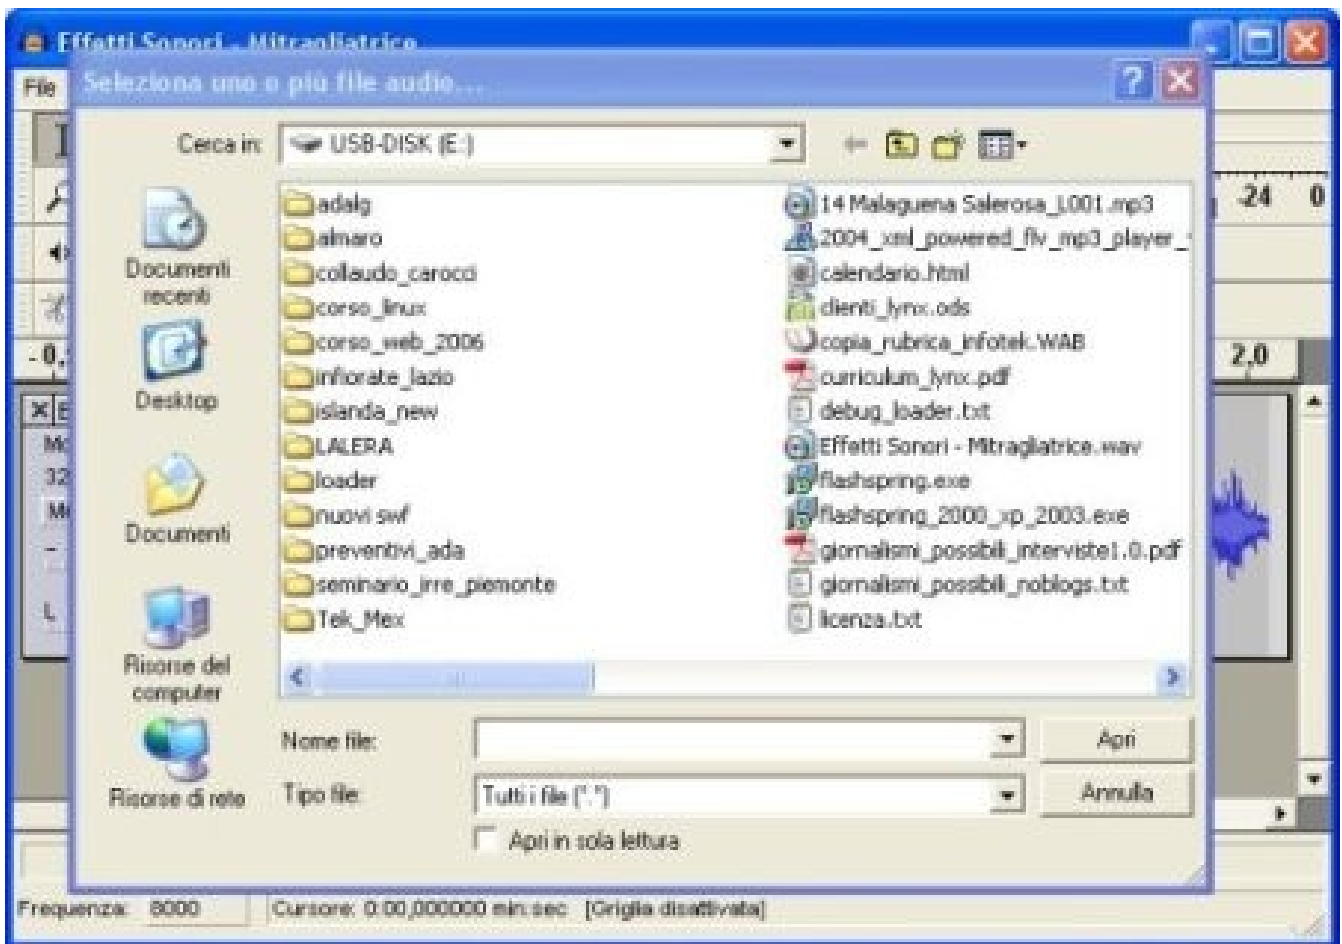 Effetti Sonori - Mitragliatrice
Seleziona uno o più file audio...
File
Cerca in:
USB-DISK (E:)
-24 0
Documenti recenti
Desktop
Documenti
Risorse del computer
Risorse di rete
adalg
almaro
collaudo_carocci
corso_linux
corso_web_2006
infiorate_lazio
islanda_new
LALERA
loader
nuovi swf
preventivi_ada
seminario_irre_piemonte
Tek_Mex
14 Malaguena Salerosa_L001.mp3
2004_xml_powered_flv_mp3_player_
calendario.html
clienti_lynx.ods
copia_rubrica_infotek.WAB
curriculum_lynx.pdf
debug_loader.txt
Effetti Sonori - Mitragliatrice.wav
flashspring.exe
flashspring_2000_xp_2003.exe
giornalismi_possibili_interviste1.0.pdf
giornalismi_possibili_noblogs.txt
licenza.txt
- 0,
2,0
32
L
Nome file:
Apri
Tipo file:
Tutti i file (*.*)
Annulla
Apri in sola lettura
Frequenza: 8000
Cursore: 0:00,000000 min:sec [Griglia disattivata]